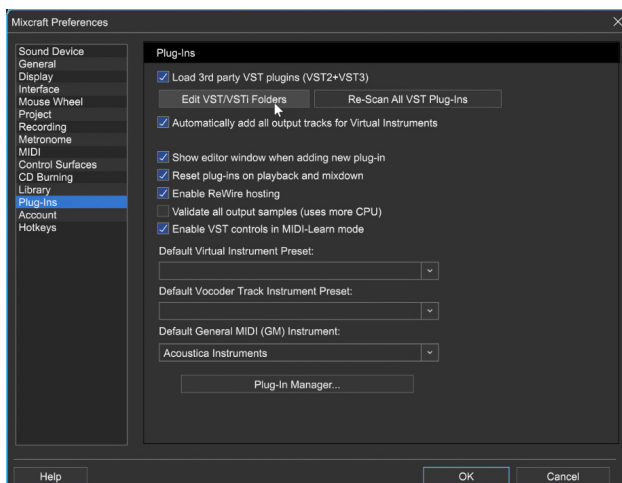 Mixcraft Preferences
Sound Device
General
Display
Interface
Mouse Wheel
Project
Recording
Metronome
MIDI
Control Surfaces
CD Burning
Library
Plug-Ins
Account
Hotkeys
Plug-Ins
Load 3rd party VST plugins (VST2+VST3)
Edit VST/VSTi Folders Re-Scan All VST Plug-Ins
Automatically add all output tracks for Virtual Instruments
Show editor window when adding new plug-in
Reset plug-ins on playback and mixdown
Enable ReWire hosting
Validate all output samples (uses more CPU)
Enable VST controls in MIDI-Learn mode
Default Virtual Instrument Preset:
Default Vocoder Track Instrument Preset:
Default General MIDI (GM) Instrument:
Acoustica Instruments
Plug-In Manager...
Help OK Cancel